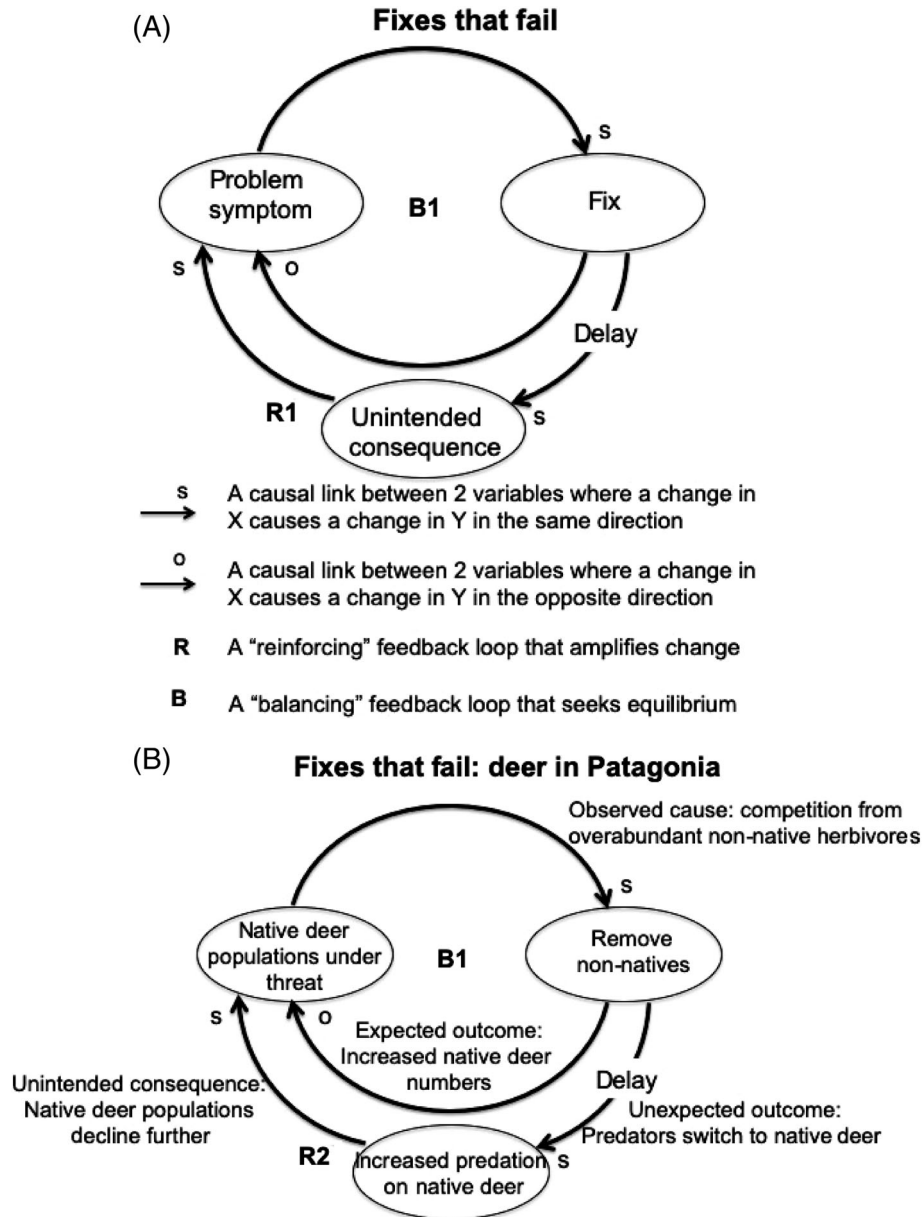 (A)
Fixes that fail
S
Problem
symptom
B1
Fix
S
O
Delay
R1
Unintended
consequence
S
S
A causal link between 2 variables where a change in
X causes a change in Y in the same direction
O
A causal link between 2 variables where a change in
X causes a change in Y in the opposite direction
R
A “reinforcing” feedback loop that amplifies change
B
A “balancing” feedback loop that seeks equilibrium
(B)
Fixes that fail: deer in Patagonia
Observed cause: competition from
overabundant non-native herbivores
S
Native deer
populations under
threat
B1
Remove
non-natives
S
O
Expected outcome:
Increased native deer
numbers
Delay
Unintended consequence:
Native deer populations
decline further
Unexpected outcome:
Predators switch to native deer
R2
Increased predation
on native deer
S